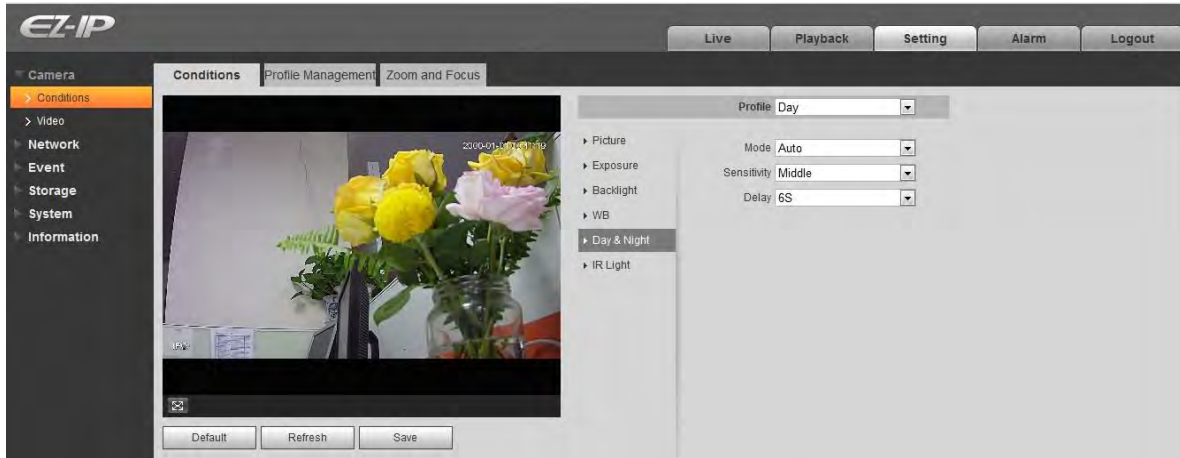 EZ-IP
Live Playback Setting Alarm Logout
Camera
Conditions
Video
Network
Event
Storage
System
Information
Conditions Profile Management Zoom and Focus
Profile Day
Picture
Exposure
Backlight
WB
Day & Night
IR Light
Mode Auto
Sensitivity Middle
Delay 6S
Default Refresh Save